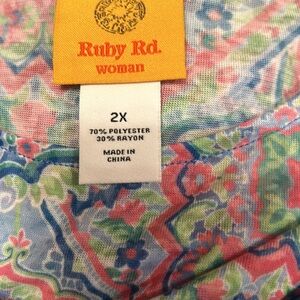 Ruby Rd.
woman
2X
70% POLYESTER
30% RAYON
MADE IN
CHINA